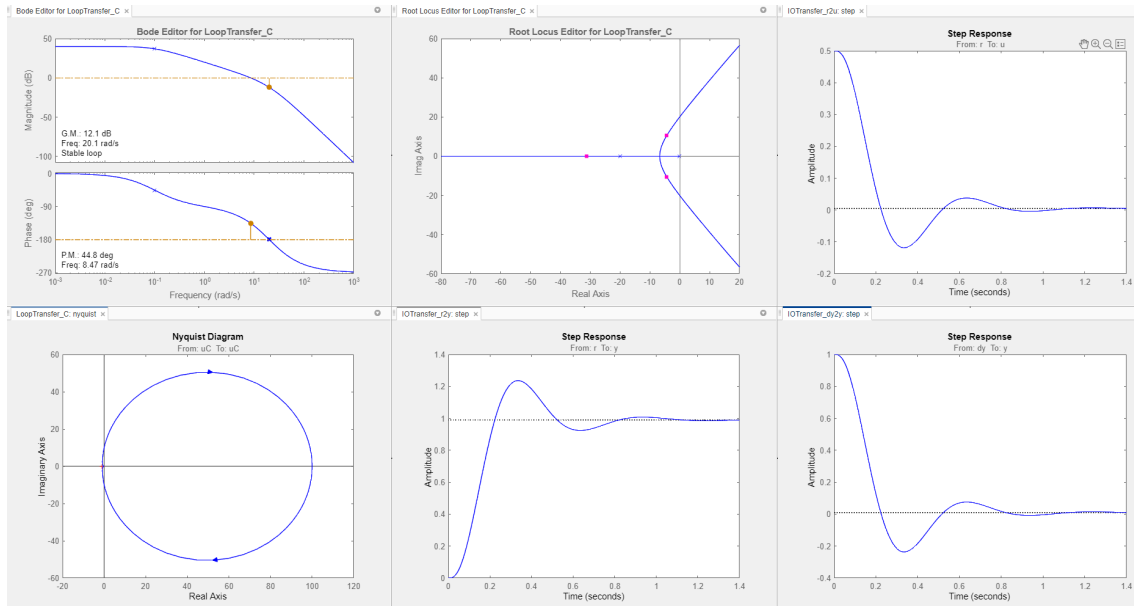 Bode Editor for LoopTransfer_C ×
Bode Editor for LoopTransfer_C
50
0
-50
-100
Magnitude (dB)
G.M.: 12.1 dB
Freq: 20.1 rad/s
Stable loop
0
-90
-180
-270
Phase (deg)
P.M.: 44.8 deg
Freq: 8.47 rad/s
10-3
10-2
10-1
100
101
102
103
Frequency (rad/s)
Root Locus Editor for LoopTransfer_C ×
Root Locus Editor for LoopTransfer_C
60
40
20
0
-20
-40
-60
Imag Axis
-80 -70 -60 -50 -40 -30 -20 -10 0 10 20
Real Axis
IOTransfer_r2u: step ×
Step Response
From: r To: u
0.5
0.4
0.3
0.2
0.1
0
-0.1
-0.2
Amplitude
0 0.2 0.4 0.6 0.8 1 1.2 1.4
Time (seconds)
LoopTransfer_C: nyquist ×
Nyquist Diagram
From: uC To: uC
60
40
20
0
-20
-40
-60
Imaginary Axis
-20 0 20 40 60 80 100 120
Real Axis
IOTransfer_r2y: step ×
Step Response
From: r To: y
1.4
1.2
1
0.8
0.6
0.4
0.2
0
Amplitude
0 0.2 0.4 0.6 0.8 1 1.2 1.4
Time (seconds)
IOTransfer_dy2y: step ×
Step Response
From: dy To: y
1
0.8
0.6
0.4
0.2
0
-0.2
-0.4
Amplitude
0 0.2 0.4 0.6 0.8 1 1.2 1.4
Time (seconds)